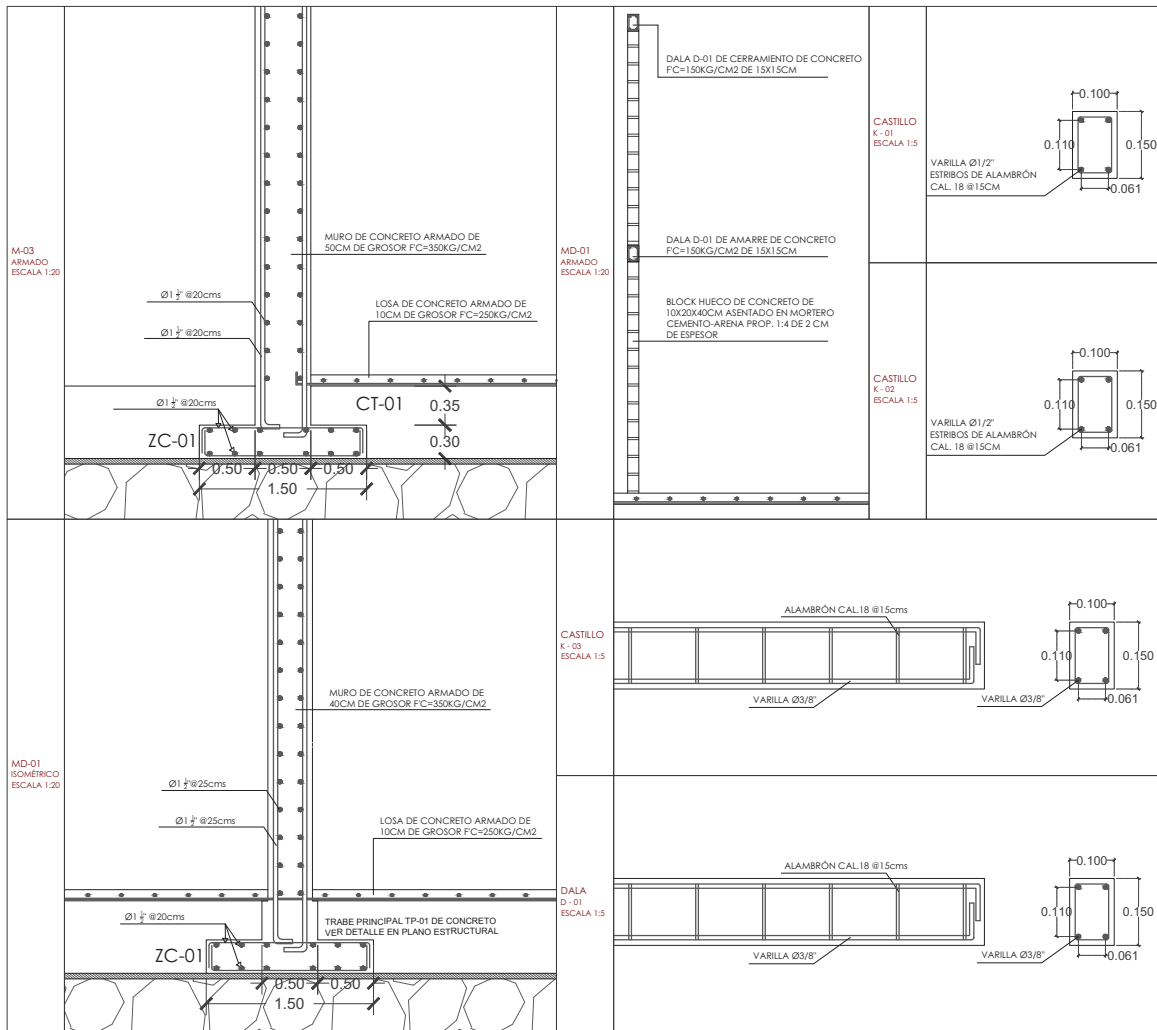 M-03
ARMADO
ESCALA 1:20
MURO DE CONCRETO ARMADO DE
50CM DE GROSOR F'C=350KG/CM2
Ø1 ½" @20cms
LOSA DE CONCRETO ARMADO DE
10CM DE GROSOR F'C=250KG/CM2
Ø1 ½" @20cms
Ø1 ½" @20cms
CT-01
0.35
ZC-01
0.30
0.50
0.50
0.50
1.50
MD-01
ARMADO
ESCALA 1:20
DALA D-01 DE CERRAMIENTO DE CONCRETO
F'C=150KG/CM2 DE 15X15CM
DALA D-01 DE AMARRE DE CONCRETO
F'C=150KG/CM2 DE 15X15CM
BLOCK HUECO DE CONCRETO DE
10X20X40CM ASENTADO EN MORTERO
CEMENTO-ARENA PROP. 1:4 DE 2 CM
DE ESPESOR
CASTILLO
K - 01
ESCALA 1:5
VARILLA Ø1/2"
ESTRIBOS DE ALAMBRÓN
CAL. 18 @15CM
0.100
0.110
0.150
0.061
CASTILLO
K - 02
ESCALA 1:5
VARILLA Ø1/2"
ESTRIBOS DE ALAMBRÓN
CAL. 18 @15CM
0.100
0.110
0.150
0.061
MD-01
ISOMÉTRICO
ESCALA 1:20
MURO DE CONCRETO ARMADO DE
40CM DE GROSOR F'C=350KG/CM2
Ø1 ½"@25cms
Ø1 ½" @25cms
LOSA DE CONCRETO ARMADO DE
10CM DE GROSOR F'C=250KG/CM2
Ø1 ½" @20cms
TRABE PRINCIPAL TP-01 DE CONCRETO
VER DETALLE EN PLANO ESTRUCTURAL
ZC-01
0.50
0.50
1.50
CASTILLO
K - 03
ESCALA 1:5
ALAMBRÓN CAL.18 @15cms
VARILLA Ø3/8"
VARILLA Ø3/8"
0.100
0.110
0.150
0.061
DALA
D - 01
ESCALA 1:5
ALAMBRÓN CAL.18 @15cms
VARILLA Ø3/8"
VARILLA Ø3/8"
0.100
0.110
0.150
0.061